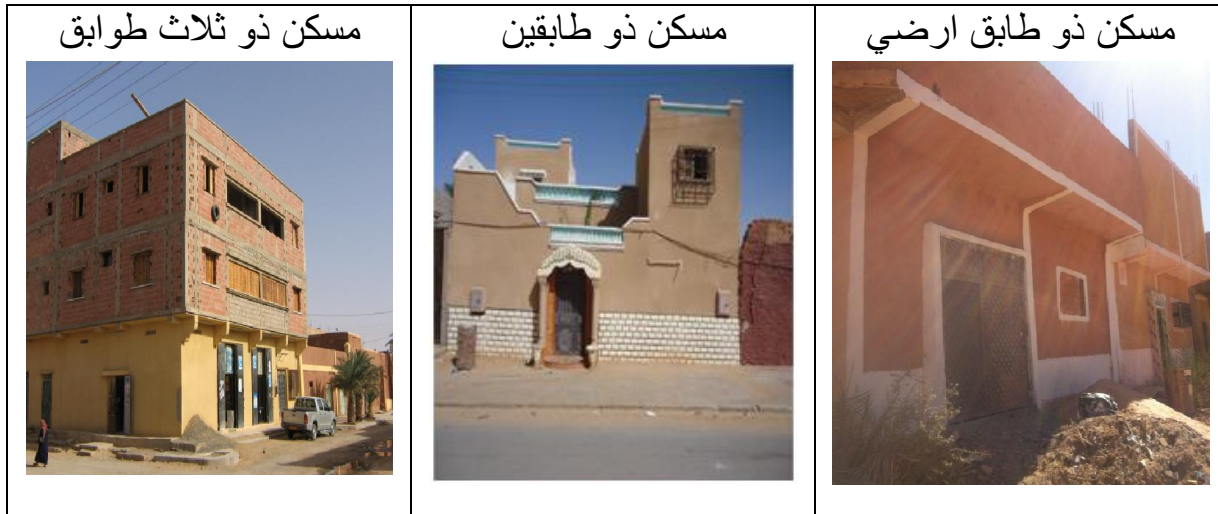 مسكن ذو طابق ارضي
مسكن ذو طابقين
مسكن ذو ثلاث طوابق